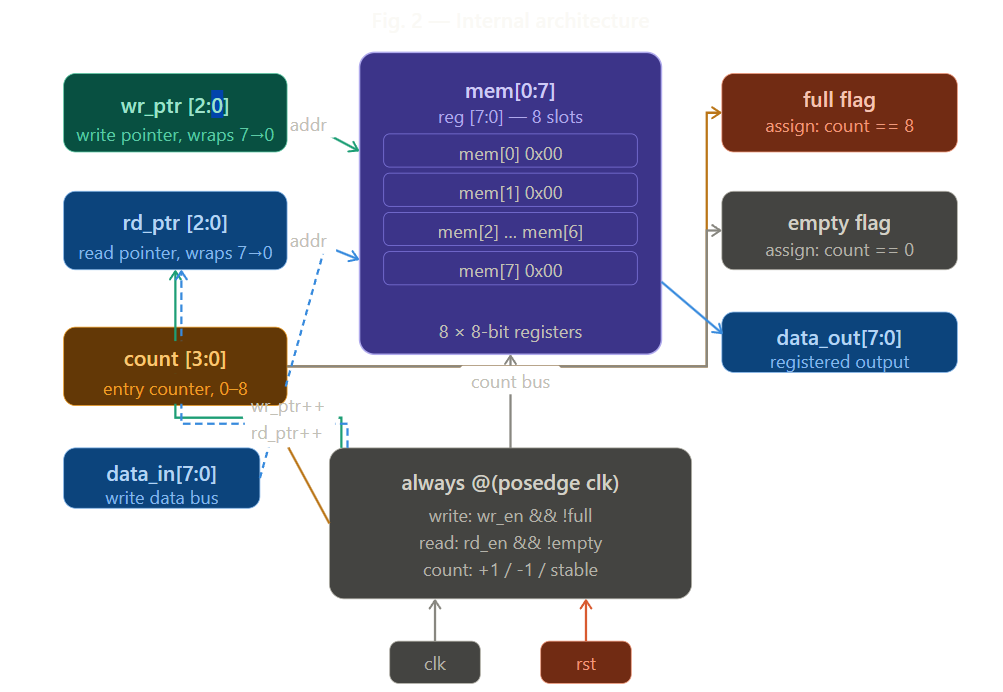 Fig. 2 — Internal architecture
wr_ptr [2:0]
write pointer, wraps 7→0
addr
mem[0:7]
reg [7:0] — 8 slots
mem[0] 0x00
mem[1] 0x00
mem[2] ... mem[6]
mem[7] 0x00
8 × 8-bit registers
full flag
assign: count == 8
rd_ptr [2:0]
read pointer, wraps 7→0
addr
empty flag
assign: count == 0
count [3:0]
entry counter, 0–8
data_out[7:0]
registered output
count bus
wr_ptr++
rd_ptr++
data_in[7:0]
write data bus
always @(posedge clk)
write: wr_en && !full
read: rd_en && !empty
count: +1 / -1 / stable
clk
rst